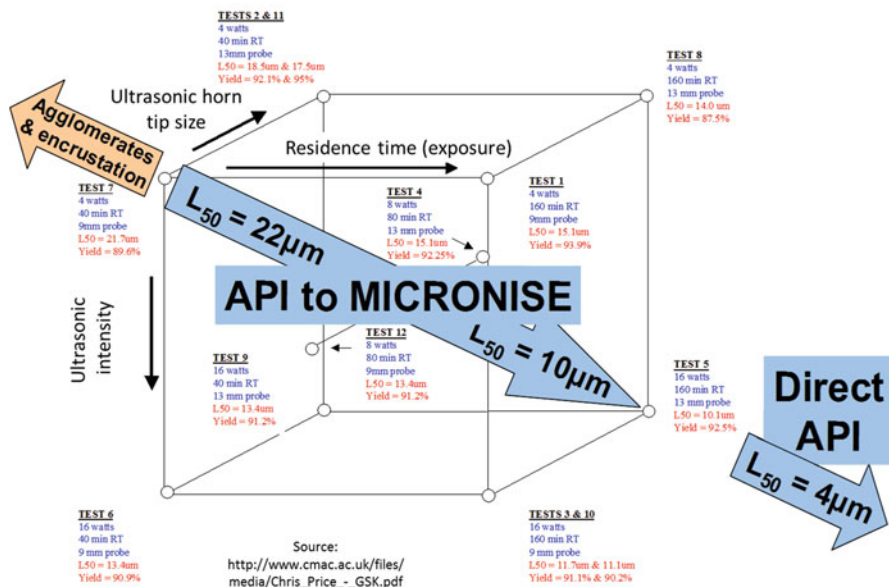 TESTS 2 & 11
4 watts
40 min RT
13mm probe
L50 = 18.5um & 17.5um
Yield = 92.1% & 95%
TEST 8
4 watts
160 min RT
13 mm probe
L50 = 14.0 um
Yield = 87.5%
Agglomerates
& encrustation
Ultrasonic horn
tip size
Residence time (exposure)
TEST 7
4 watts
40 min RT
9mm probe
L50 = 21.7um
Yield = 89.6%
TEST 4
8 watts
80 min RT
13 mm probe
L50 = 15.1um
Yield = 92.25%
TEST 1
4 watts
160 min RT
9mm probe
L50 = 15.1um
Yield = 93.9%
L50 = 22µm
API to MICRONISE
L50 = 10µm
Ultrasonic
intensity
TEST 12
8 watts
80 min RT
9mm probe
L50 = 13.4um
Yield = 91.2%
TEST 9
16 watts
40 min RT
13 mm probe
L50 = 13.4um
Yield = 91.2%
TEST 5
16 watts
160 min RT
13 mm probe
L50 = 10.1um
Yield = 92.5%
Direct
API
L50 = 4µm
TEST 6
16 watts
40 min RT
9 mm probe
L50 = 13.4um
Yield = 90.9%
Source:
http://www.cmac.ac.uk/files/
media/Chris_Price_-_GSK.pdf
TESTS 3 & 10
16 watts
160 min RT
9 mm probe
L50 = 11.7um & 11.1um
Yield = 91.1% & 90.2%